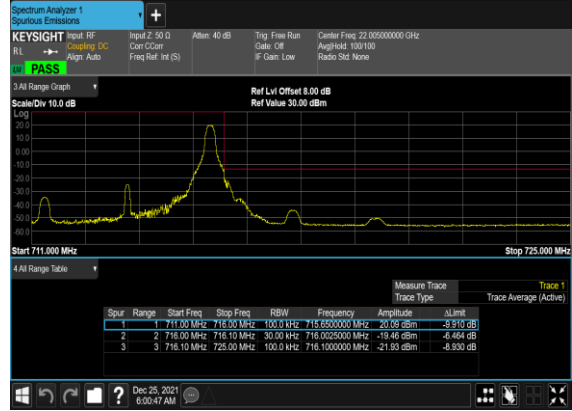 Spectrum Analyzer 1
Spurious Emissions
+
KEYSIGHT Input: RF Input Z: 50 Ω Atten: 40 dB Trig: Free Run Center Freq: 22.005000000 GHz
RL Coupling: DC Corr CCorr Gate: Off Avg|Hold: 100/100
Align: Auto Freq Ref: Int (S) IF Gain: Low Radio Std: None
PASS
3 All Range Graph
Ref Lvl Offset 8.00 dB
Scale/Div 10.0 dB Ref Value 30.00 dBm
Log
20.0
10.0
0.00
-10.0
-20.0
-30.0
-40.0
-50.0
-60.0
Start 711.000 MHz Stop 725.000 MHz
4 All Range Table
Measure Trace Trace 1
Trace Type Trace Average (Active)
Spur Range Start Freq Stop Freq RBW Frequency Amplitude ΔLimit
1 1 711.00 MHz 716.00 MHz 100.0 kHz 715.6500000 MHz 20.09 dBm -9.910 dB
2 2 716.00 MHz 716.10 MHz 30.00 kHz 716.0025000 MHz -19.46 dBm -6.464 dB
3 3 716.10 MHz 725.00 MHz 100.0 kHz 716.1000000 MHz -21.93 dBm -8.930 dB
? Dec 25, 2021
6:00:47 AM